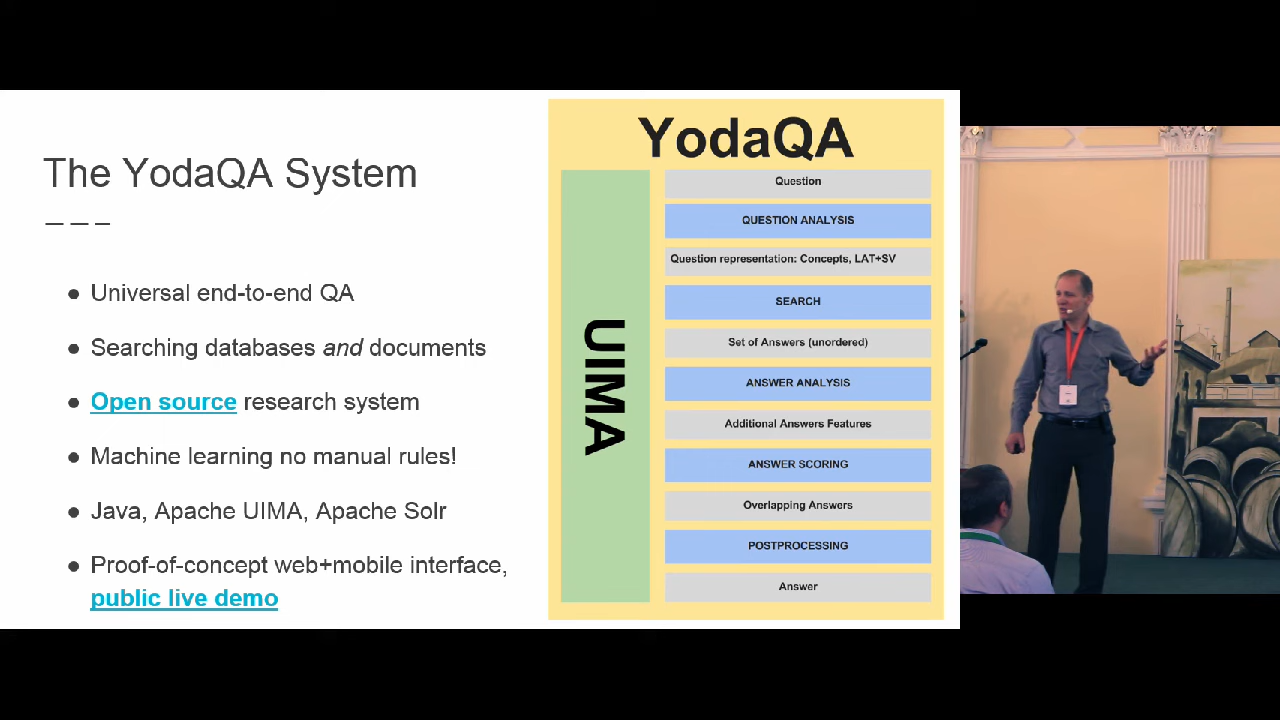 The YodaQA System
Universal end-to-end QA
Searching databases and documents
Open source research system
Machine learning no manual rules!
Java, Apache UIMA, Apache Solr
Proof-of-concept web+mobile interface,
public live demo
YodaQA
UIMA
Question
QUESTION ANALYSIS
Question representation: Concepts, LAT+SV
SEARCH
Set of Answers (unordered)
ANSWER ANALYSIS
Additional Answers Features
ANSWER SCORING
Overlapping Answers
POSTPROCESSING
Answer